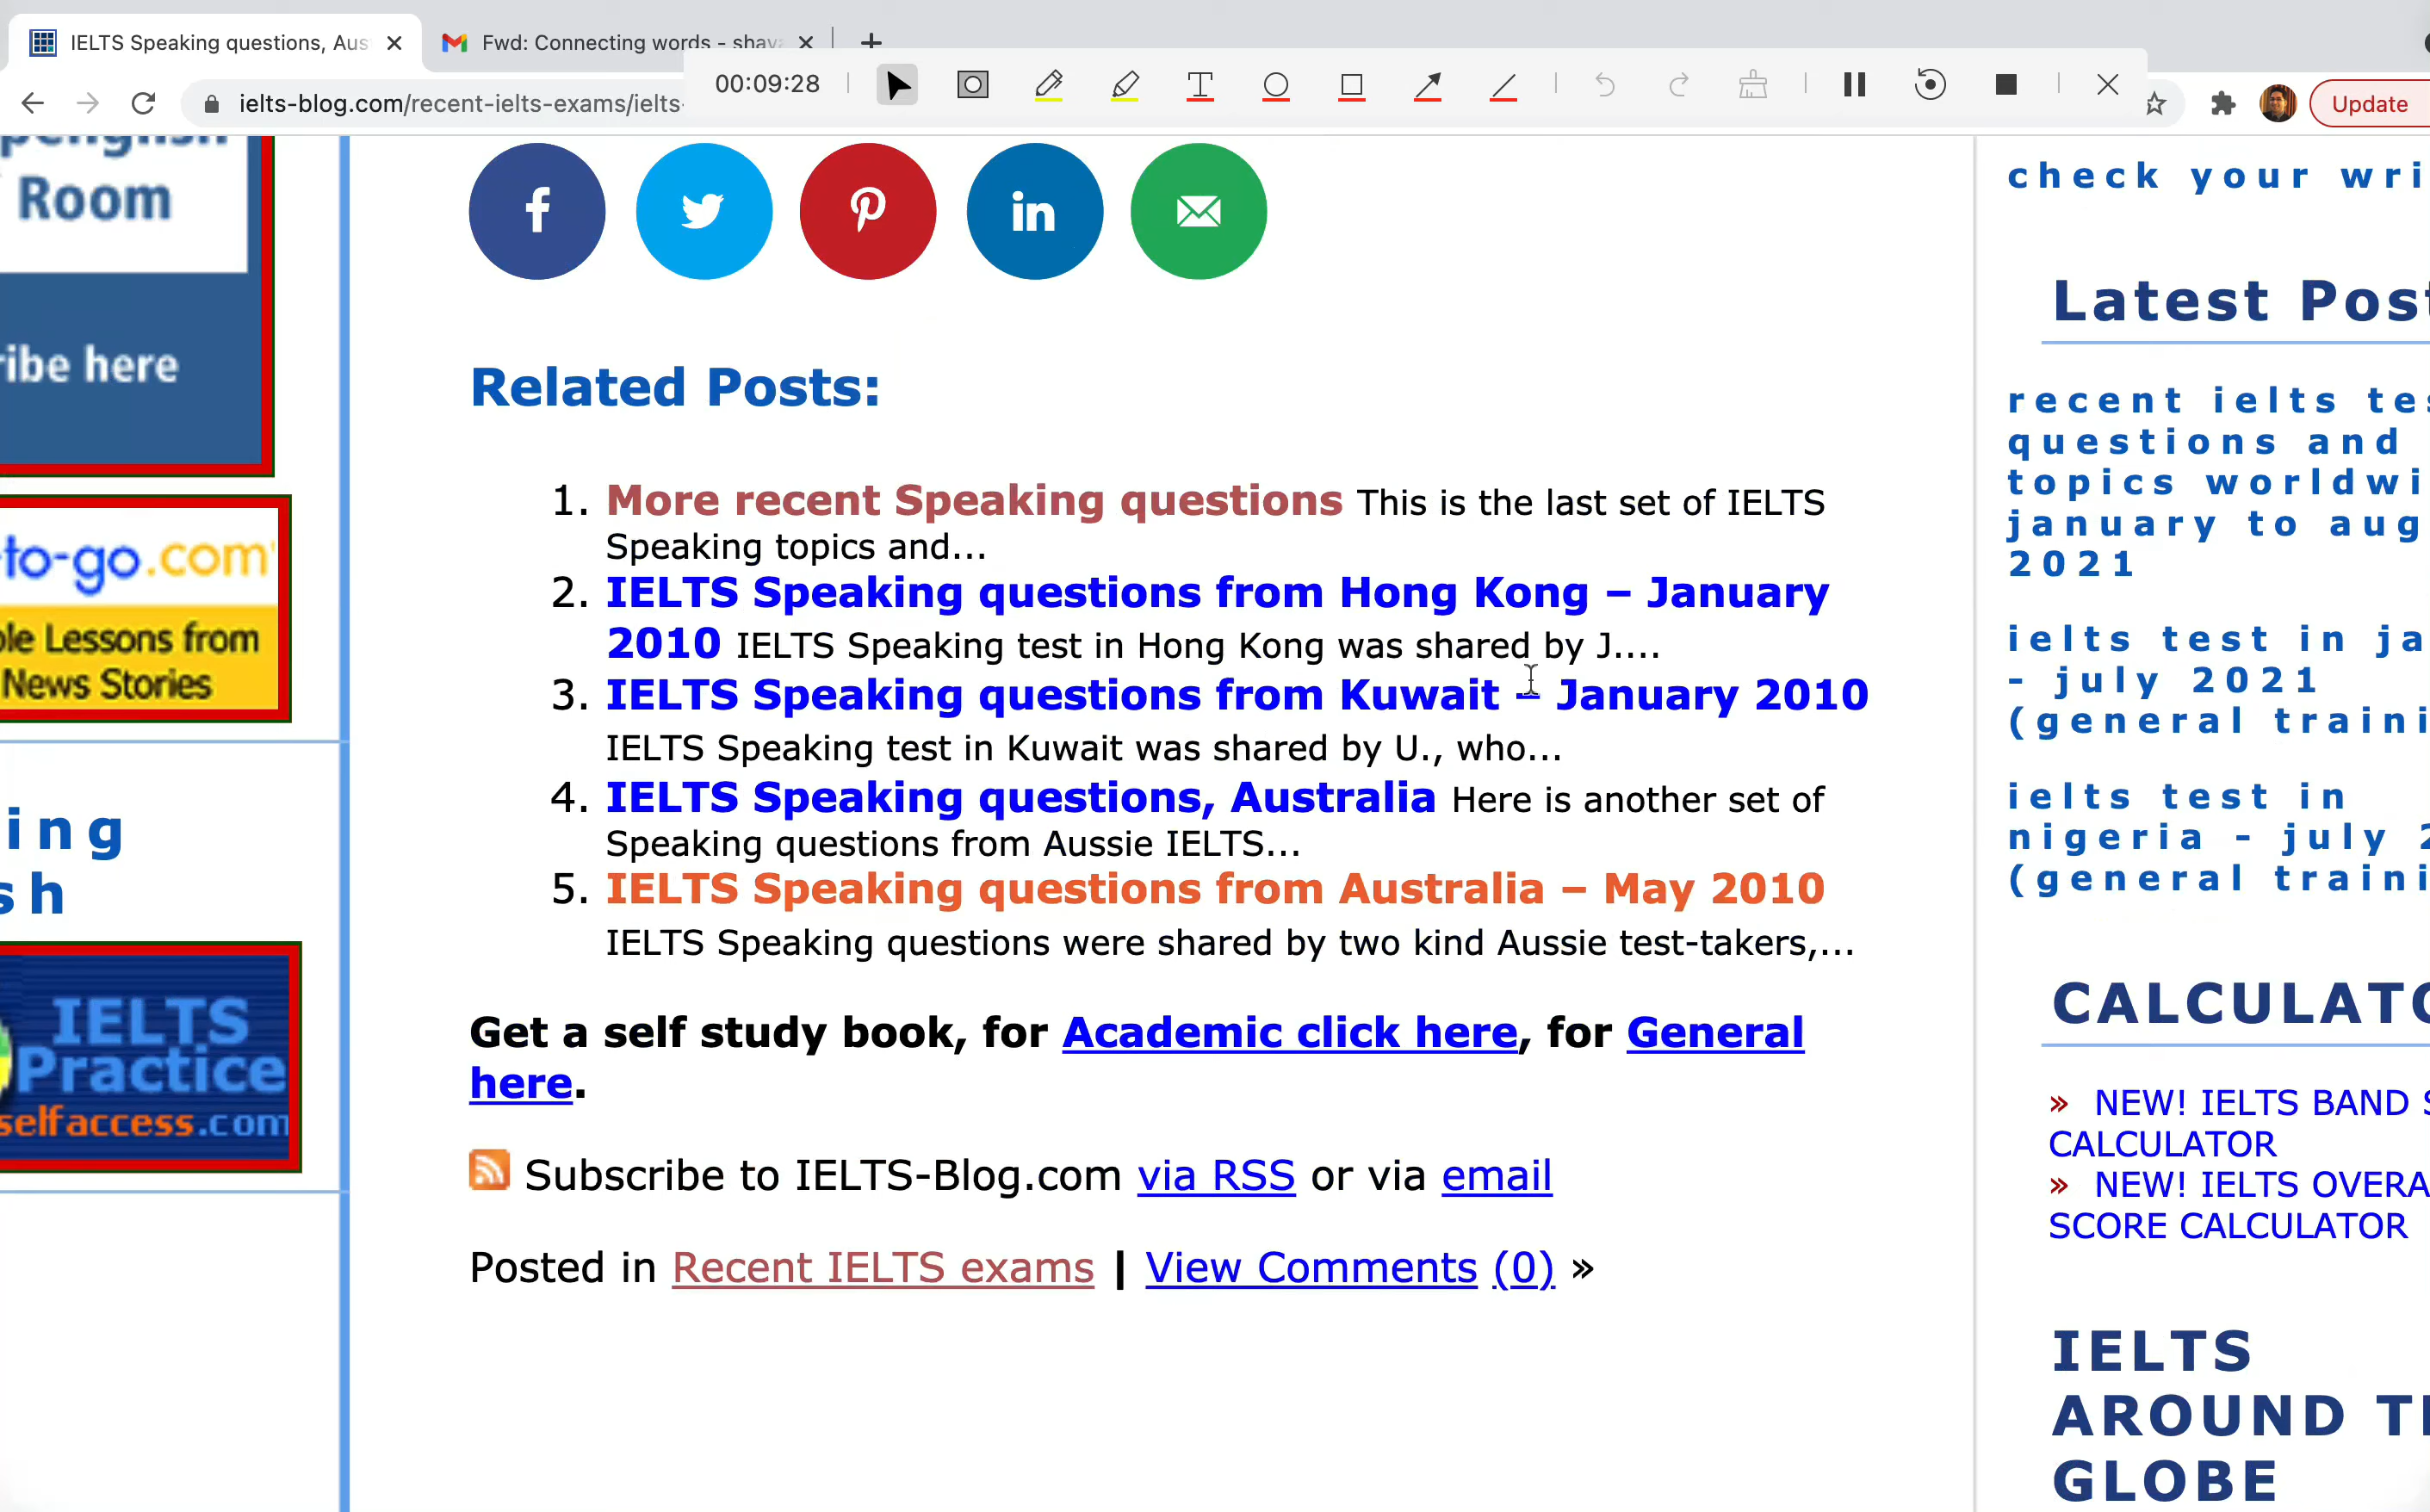 IELTS Speaking questions, Aus
Fwd: Connecting words - shava
00:09:28
ielts-blog.com/recent-ielts-exams/ielts-
Update
Room
ribe here
-to-go.com
ole Lessons from
News Stories
ing
sh
IELTS
Practice
selfaccess.com
Related Posts:
1. More recent Speaking questions This is the last set of IELTS
Speaking topics and...
2. IELTS Speaking questions from Hong Kong – January
2010 IELTS Speaking test in Hong Kong was shared by J....
3. IELTS Speaking questions from Kuwait – January 2010
IELTS Speaking test in Kuwait was shared by U., who...
4. IELTS Speaking questions, Australia Here is another set of
Speaking questions from Aussie IELTS...
5. IELTS Speaking questions from Australia – May 2010
IELTS Speaking questions were shared by two kind Aussie test-takers,...
Get a self study book, for Academic click here, for General
here.
Subscribe to IELTS-Blog.com via RSS or via email
Posted in Recent IELTS exams | View Comments (0) »
check your wri
Latest Post
recent ielts tes
questions and
topics worldwi
january to aug
2021
ielts test in ja
- july 2021
(general traini
ielts test in
nigeria - july 2
(general traini
CALCULATO
» NEW! IELTS BAND S
CALCULATOR
» NEW! IELTS OVERA
SCORE CALCULATOR
IELTS
AROUND TH
GLOBE